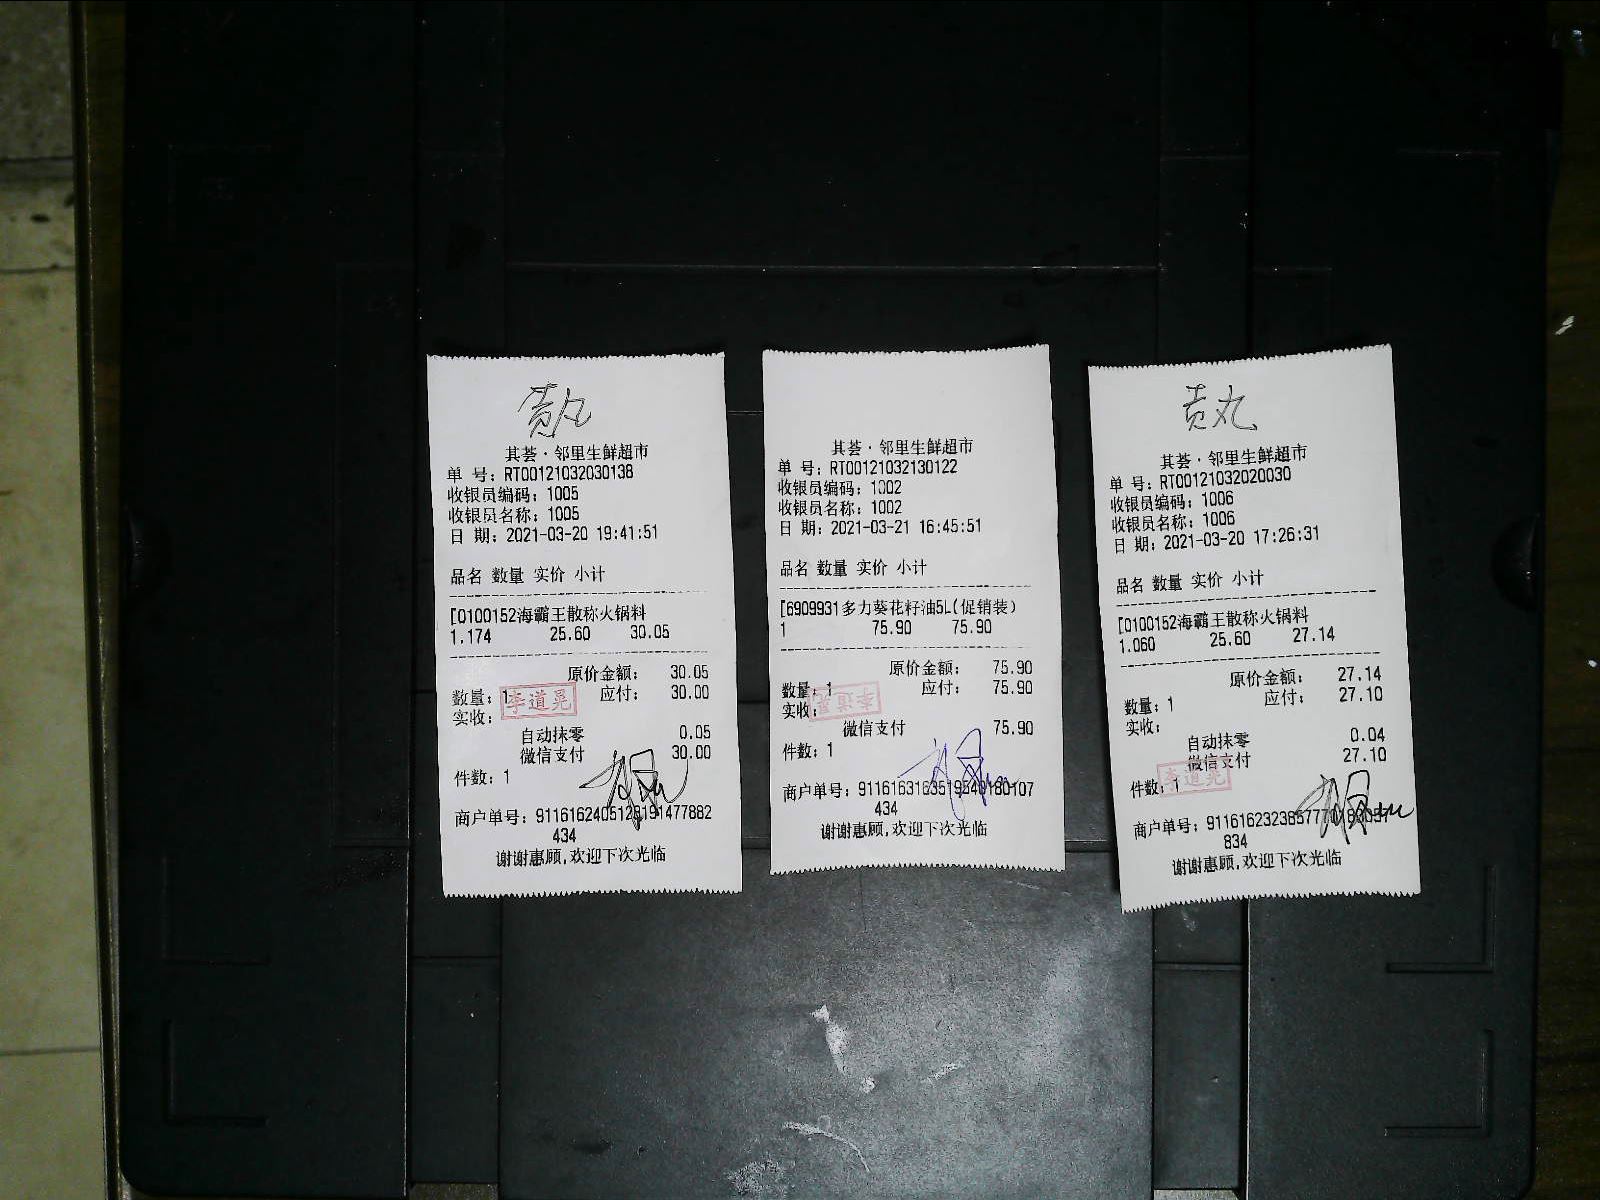 贡丸
其荟·邻里生鲜超市
单 号：RT00121032030138
收银员编码：1005
收银员名称：1005
日 期：2021-03-20 19:41:51
品名 数量 实价 小计
[0100152海霸王散称火锅料
1.174 25.60 30.05
原价金额： 30.05
数量：1 应付： 30.00
李道晃
实收：
自动抹零 0.05
微信支付 30.00
件数：1
商户单号：9116162405128191477882
434
谢谢惠顾,欢迎下次光临
其荟·邻里生鲜超市
单 号：RT00121032130122
收银员编码：1002
收银员名称：1002
日 期：2021-03-21 16:45:51
品名 数量 实价 小计
[6909931多力葵花籽油5L(促销装)
1 75.90 75.90
原价金额： 75.90
数量：1 应付： 75.90
李道晃
实收：
微信支付 75.90
件数：1
商户单号：
434
谢谢惠顾,欢迎下次光临
贡丸
其荟·邻里生鲜超市
单 号：RT00121032020030
收银员编码：1006
收银员名称：1006
日 期：2021-03-20 17:26:31
品名 数量 实价 小计
[0100152海霸王散称火锅料
1.060 25.60 27.14
原价金额： 27.14
数量：1 应付： 27.10
实收：
自动抹零 0.04
微信支付 27.10
李道晃
件数：1
商户单号：
834
谢谢惠顾,欢迎下次光临